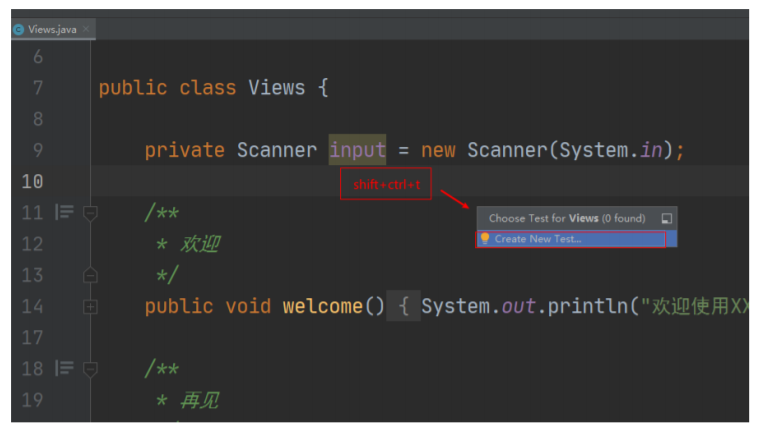 Views.java
6
7 public class Views {
8
9 private Scanner input = new Scanner(System.in);
10
shift+ctrl+t
11 /**
Choose Test for Views (0 found)
12 * 欢迎
Create New Test...
13 */
14 public void welcome() { System.out.println("欢迎使用XX
17
18 /**
19 * 再见